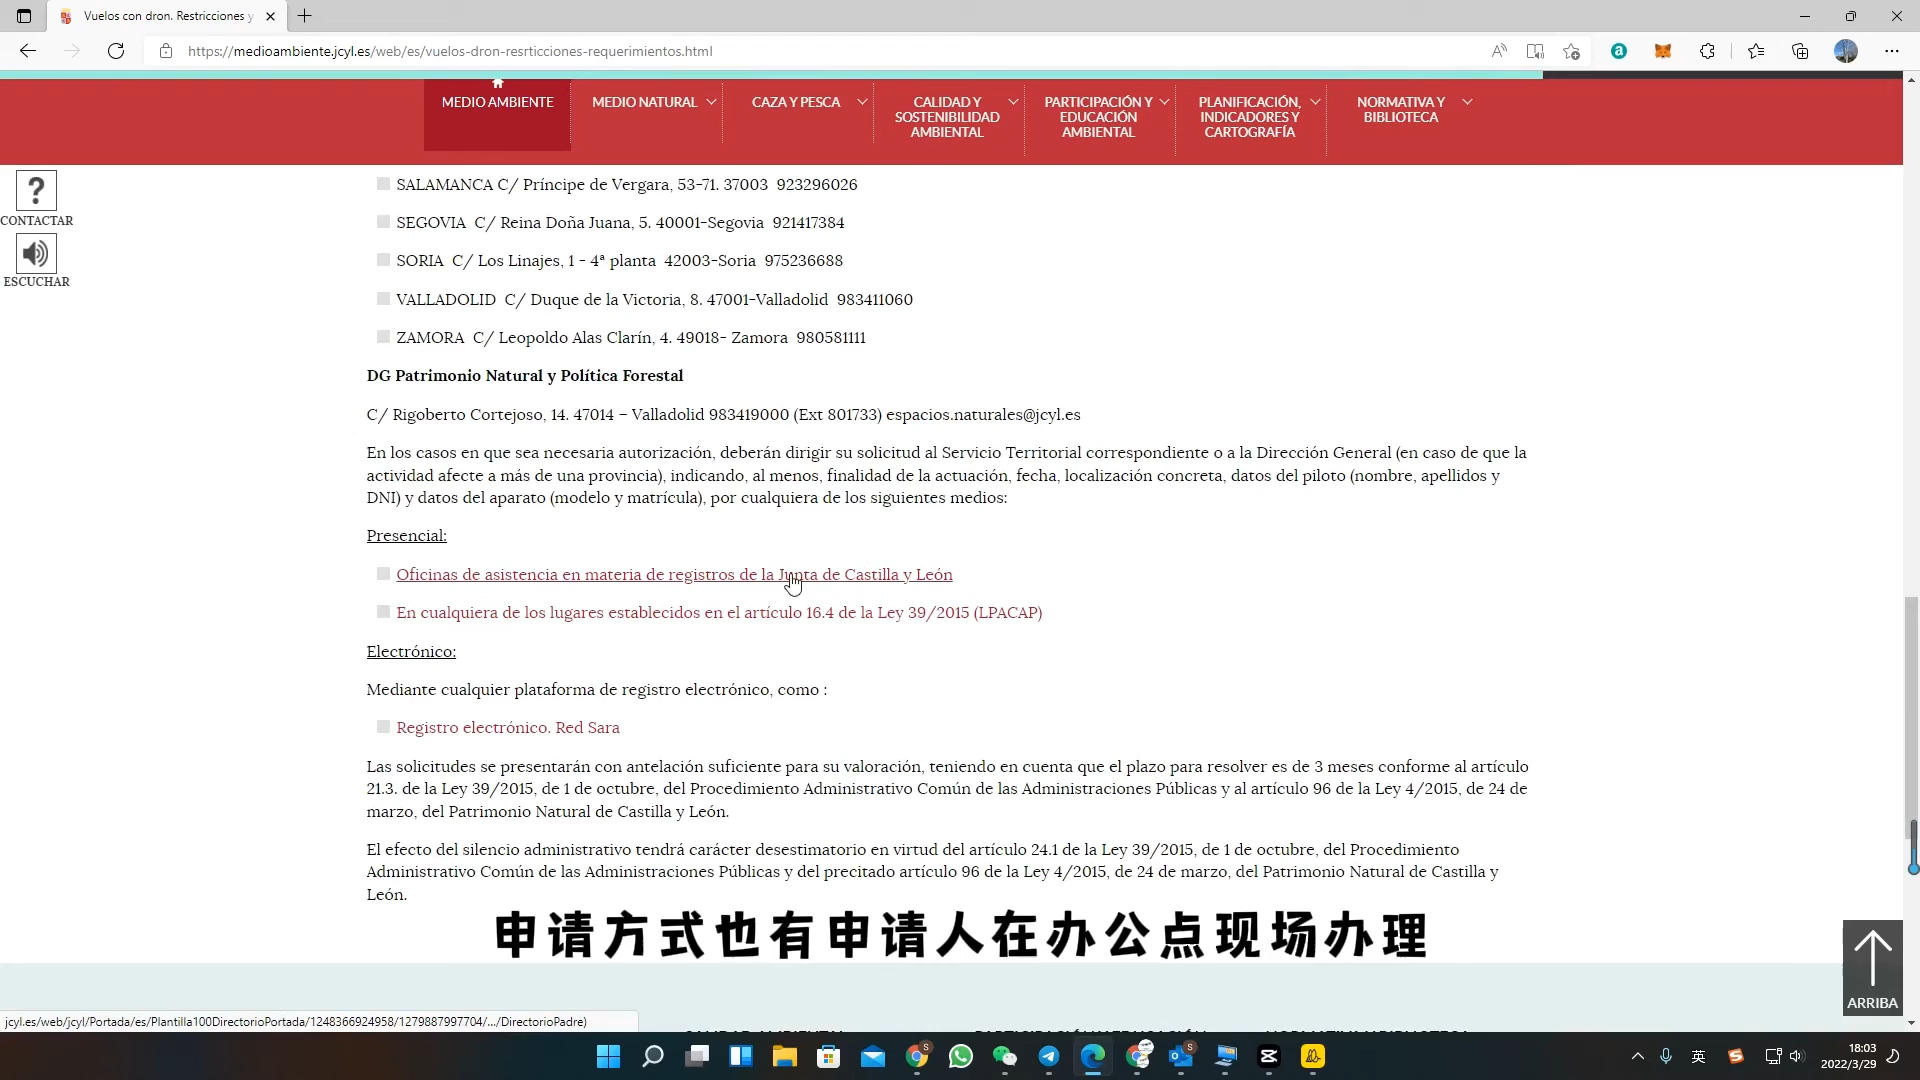 Vuelos con dron. Restricciones y
https://medioambiente.jcyl.es/web/es/vuelos-dron-resrticciones-requerimientos.html
MEDIO AMBIENTE
MEDIO NATURAL
CAZA Y PESCA
CALIDAD Y
SOSTENIBILIDAD
AMBIENTAL
PARTICIPACIÓN Y
EDUCACIÓN
AMBIENTAL
PLANIFICACIÓN,
INDICADORES Y
CARTOGRAFÍA
NORMATIVA Y
BIBLIOTECA
?
CONTACTAR
ESCUCHAR
SALAMANCA C/ Príncipe de Vergara, 53-71. 37003 923296026
SEGOVIA C/ Reina Doña Juana, 5. 40001-Segovia 921417384
SORIA C/ Los Linajes, 1 - 4ª planta 42003-Soria 975236688
VALLADOLID C/ Duque de la Victoria, 8. 47001-Valladolid 983411060
ZAMORA C/ Leopoldo Alas Clarín, 4. 49018- Zamora 980581111
DG Patrimonio Natural y Política Forestal
C/ Rigoberto Cortejoso, 14. 47014 – Valladolid 983419000 (Ext 801733) espacios.naturales@jcyl.es
En los casos en que sea necesaria autorización, deberán dirigir su solicitud al Servicio Territorial correspondiente o a la Dirección General (en caso de que la
actividad afecte a más de una provincia), indicando, al menos, finalidad de la actuación, fecha, localización concreta, datos del piloto (nombre, apellidos y
DNI) y datos del aparato (modelo y matrícula), por cualquiera de los siguientes medios:
Presencial:
Oficinas de asistencia en materia de registros de la Junta de Castilla y León
En cualquiera de los lugares establecidos en el artículo 16.4 de la Ley 39/2015 (LPACAP)
Electrónico:
Mediante cualquier plataforma de registro electrónico, como :
Registro electrónico. Red Sara
Las solicitudes se presentarán con antelación suficiente para su valoración, teniendo en cuenta que el plazo para resolver es de 3 meses conforme al artículo
21.3. de la Ley 39/2015, de 1 de octubre, del Procedimiento Administrativo Común de las Administraciones Públicas y al artículo 96 de la Ley 4/2015, de 24 de
marzo, del Patrimonio Natural de Castilla y León.
El efecto del silencio administrativo tendrá carácter desestimatorio en virtud del artículo 24.1 de la Ley 39/2015, de 1 de octubre, del Procedimiento
Administrativo Común de las Administraciones Públicas y del precitado artículo 96 de la Ley 4/2015, de 24 de marzo, del Patrimonio Natural de Castilla y
León.
申请方式也有申请人在办公点现场办理
ARRIBA
jcyl.es/web/jcyl/Portada/es/Plantilla100DirectorioPortada/1248366924958/1279887997704/.../DirectorioPadre)
英
18:03
2022/3/29